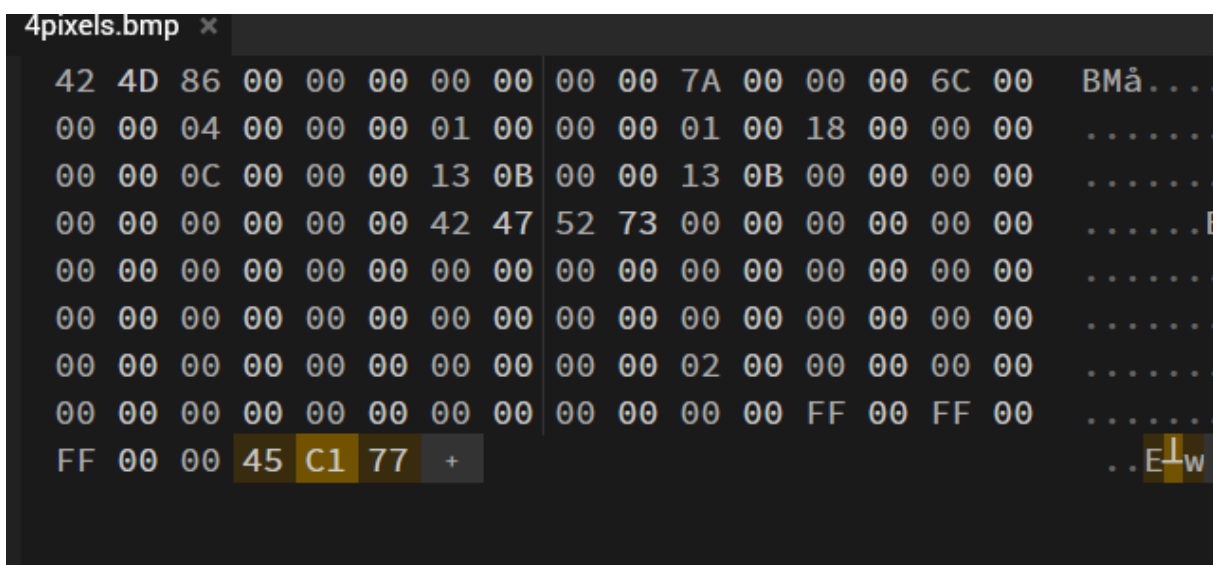 4pixels.bmp ×
42 4D 86 00 00 00 00 00 00 00 7A 00 00 00 6C 00 BMå....
00 00 04 00 00 00 01 00 00 00 01 00 18 00 00 00 .......
00 00 0C 00 00 00 13 0B 00 00 13 0B 00 00 00 00 .......
00 00 00 00 00 00 42 47 52 73 00 00 00 00 00 00 ......B
00 00 00 00 00 00 00 00 00 00 00 00 00 00 00 00 .......
00 00 00 00 00 00 00 00 00 00 00 00 00 00 00 00 .......
00 00 00 00 00 00 00 00 00 00 02 00 00 00 00 00 .......
00 00 00 00 00 00 00 00 00 00 00 00 FF 00 FF 00 .......
FF 00 00 45 C1 77 + ..E┴w